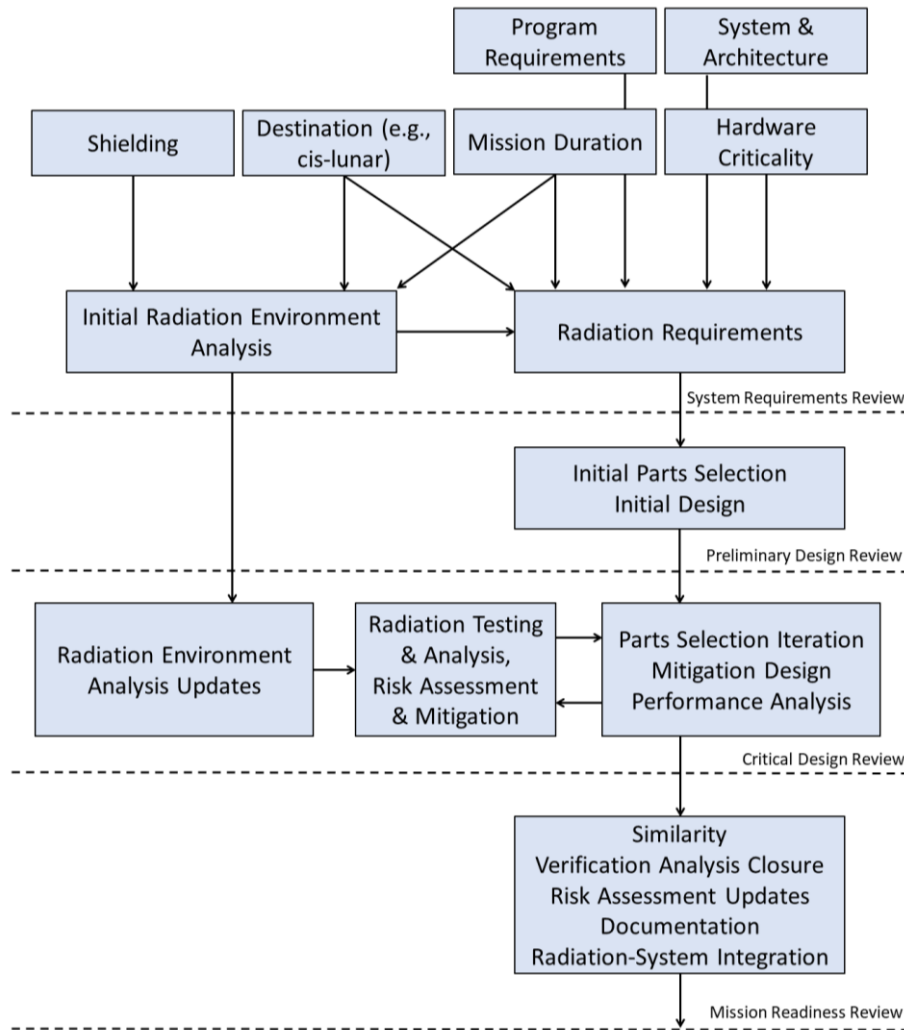 Program
Requirements
System &
Architecture
Shielding
Destination (e.g.,
cis-lunar)
Mission Duration
Hardware
Criticality
Initial Radiation Environment
Analysis
Radiation Requirements
System Requirements Review
Initial Parts Selection
Initial Design
Preliminary Design Review
Radiation Environment
Analysis Updates
Radiation Testing
& Analysis,
Risk Assessment
& Mitigation
Parts Selection Iteration
Mitigation Design
Performance Analysis
Critical Design Review
Similarity
Verification Analysis Closure
Risk Assessment Updates
Documentation
Radiation-System Integration
Mission Readiness Review